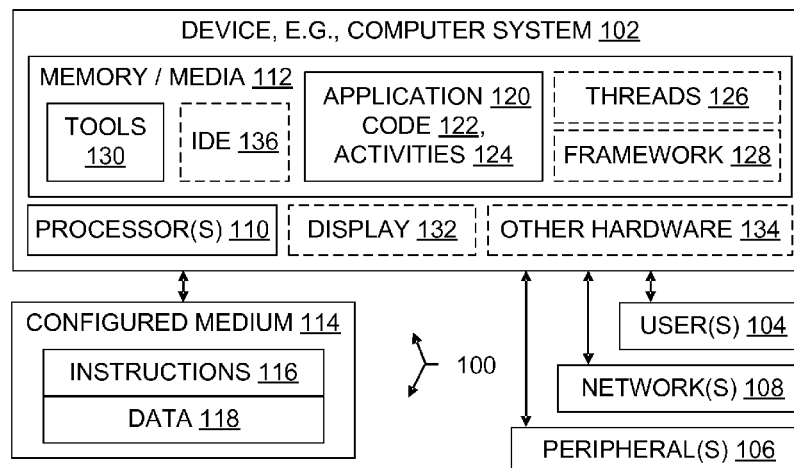 DEVICE, E.G., COMPUTER SYSTEM 102
MEMORY / MEDIA 112
TOOLS
130
IDE 136
APPLICATION 120
CODE 122,
ACTIVITIES 124
THREADS 126
FRAMEWORK 128
PROCESSOR(S) 110
DISPLAY 132
OTHER HARDWARE 134
CONFIGURED MEDIUM 114
INSTRUCTIONS 116
DATA 118
100
USER(S) 104
NETWORK(S) 108
PERIPHERAL(S) 106